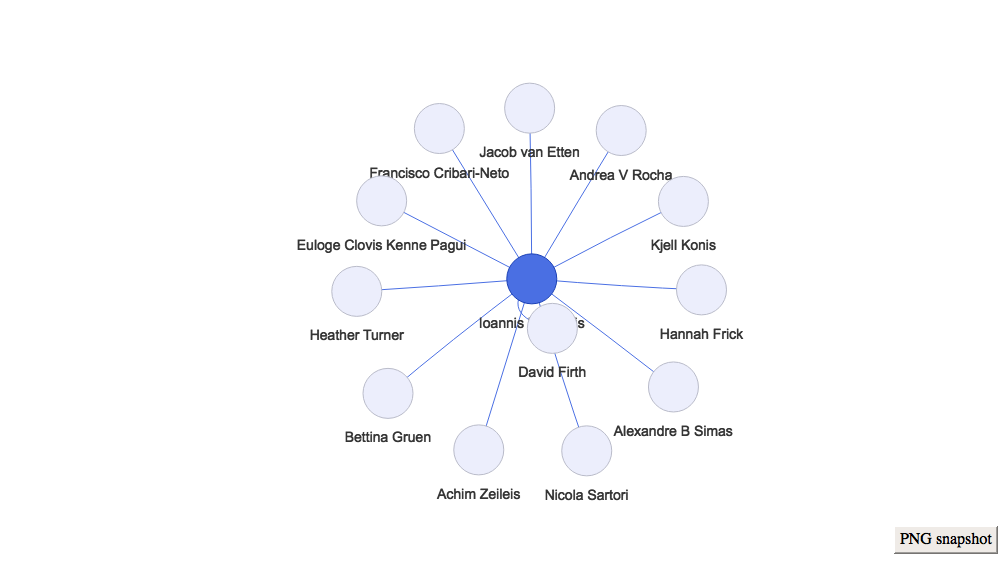 Jacob van Etten
Francisco Cribari-Neto
Andrea V Rocha
Euloge Clovis Kenne Pagui
Kjell Konis
Ioannis
Heather Turner
Hannah Frick
David Firth
Bettina Gruen
Alexandre B Simas
Achim Zeileis
Nicola Sartori
PNG snapshot